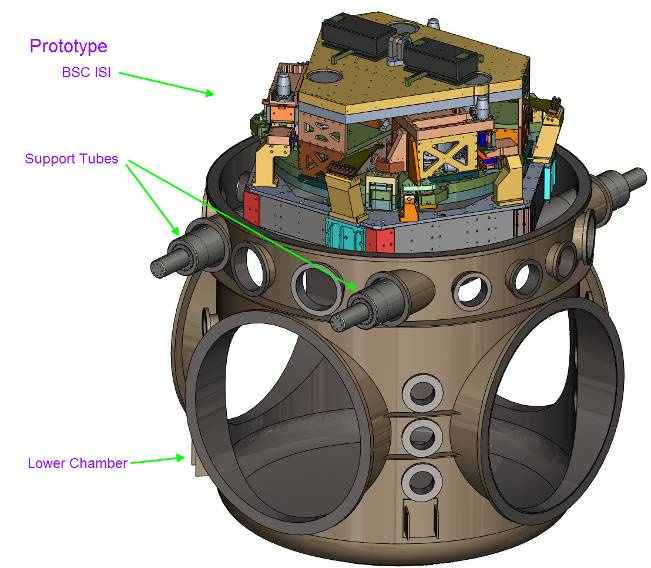 Prototype
BSC ISI
Support Tubes
Lower Chamber